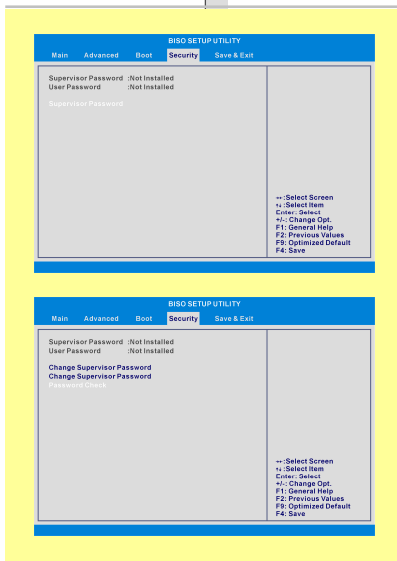 BISO SETUP UTILITY
Main Advanced Boot Security Save & Exit
Supervisor Password :Not Installed
User Password :Not Installed
Supervisor Password
↔ :Select Screen
↑↓ :Select Item
Enter: Select
+/-: Change Opt.
F1: General Help
F2: Previous Values
F9: Optimized Default
F4: Save
BISO SETUP UTILITY
Main Advanced Boot Security Save & Exit
Supervisor Password :Not Installed
User Password :Not Installed
Change Supervisor Password
Change Supervisor Password
Password Check
↔ :Select Screen
↑↓ :Select Item
Enter: Select
+/-: Change Opt.
F1: General Help
F2: Previous Values
F9: Optimized Default
F4: Save